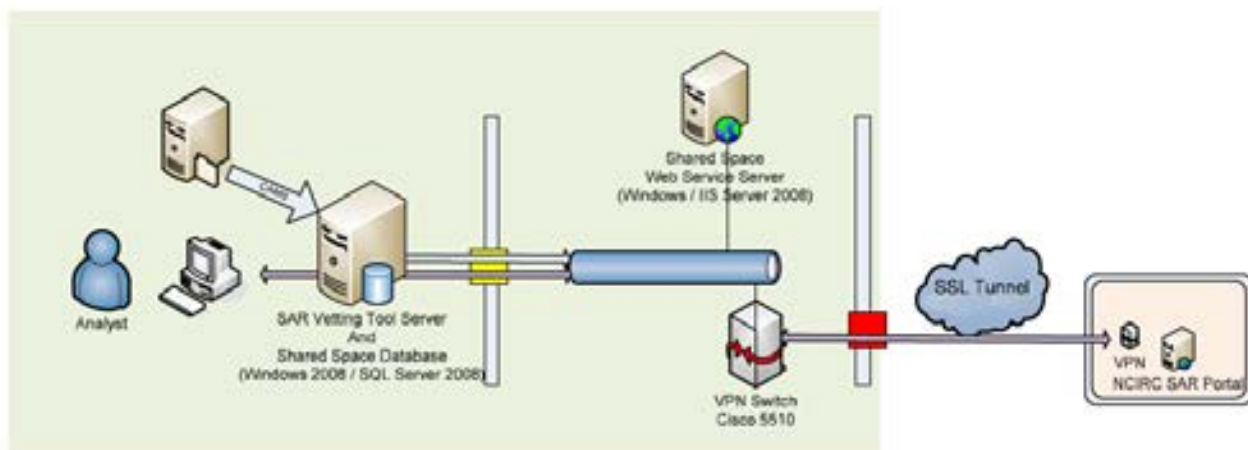 Shared Space
Web Service Server
(Windows / IIS Server 2008)
Analyst
SAR Vetting Tool Server
And
Shared Space Database
(Windows 2008 / SQL Server 2008)
VPN Switch
Cisco 5510
SSL Tunnel
VPN
NCIRC SAR Portal